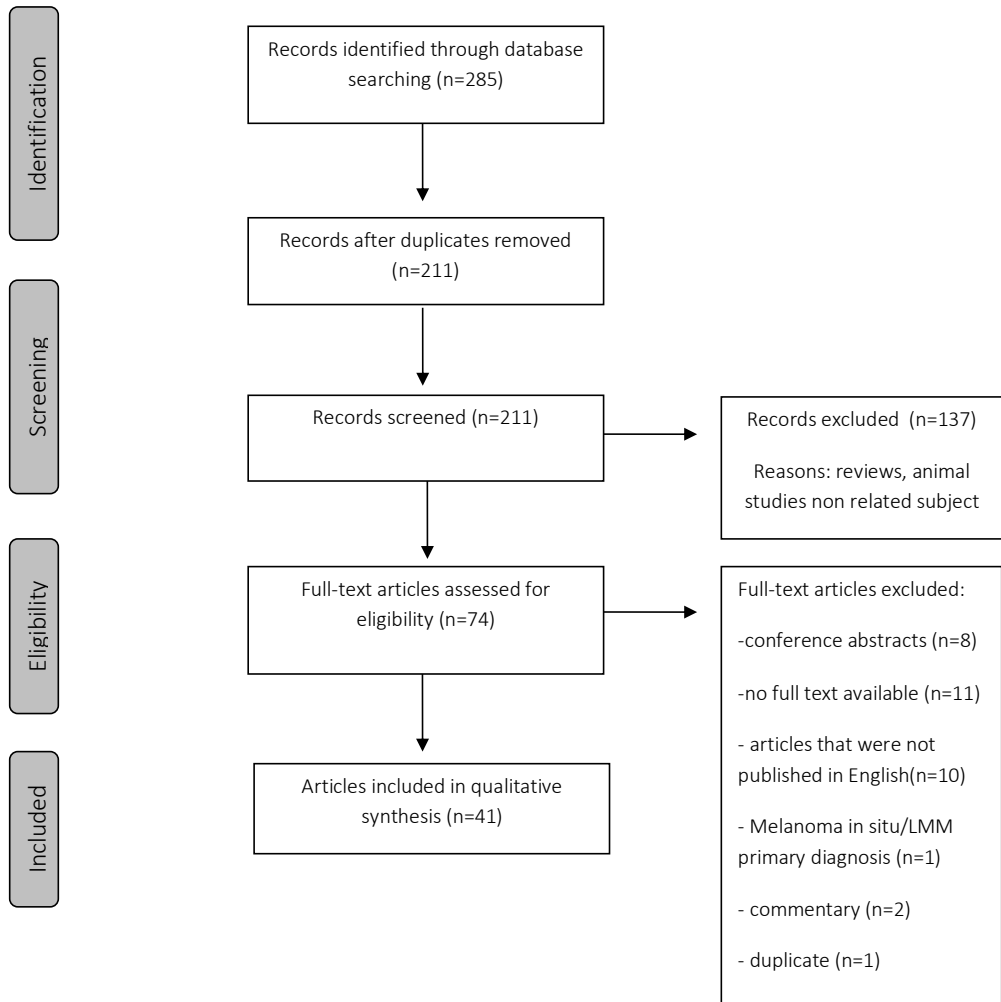 Identification
Records identified through database
searching (n=285)
Records after duplicates removed
(n=211)
Screening
Records screened (n=211)
Records excluded (n=137)
Reasons: reviews, animal
studies non related subject
Eligibility
Full-text articles assessed for
eligibility (n=74)
Full-text articles excluded:
-conference abstracts (n=8)
-no full text available (n=11)
- articles that were not
published in English(n=10)
- Melanoma in situ/LMM
primary diagnosis (n=1)
- commentary (n=2)
- duplicate (n=1)
Included
Articles included in qualitative
synthesis (n=41)